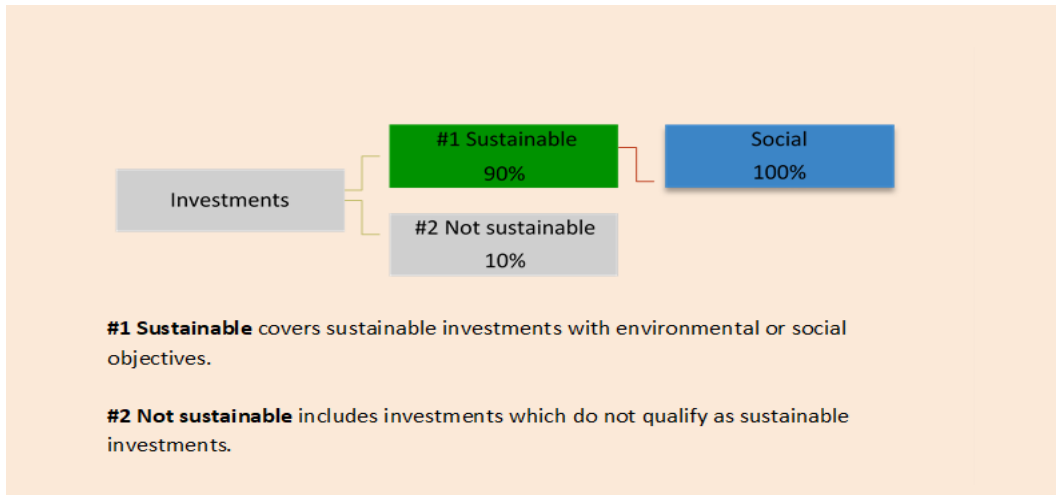 #1 Sustainable
90%
Social
100%
Investments
#2 Not sustainable
10%
#1 Sustainable covers sustainable investments with environmental or social
objectives.
#2 Not sustainable includes investments which do not qualify as sustainable
investments.